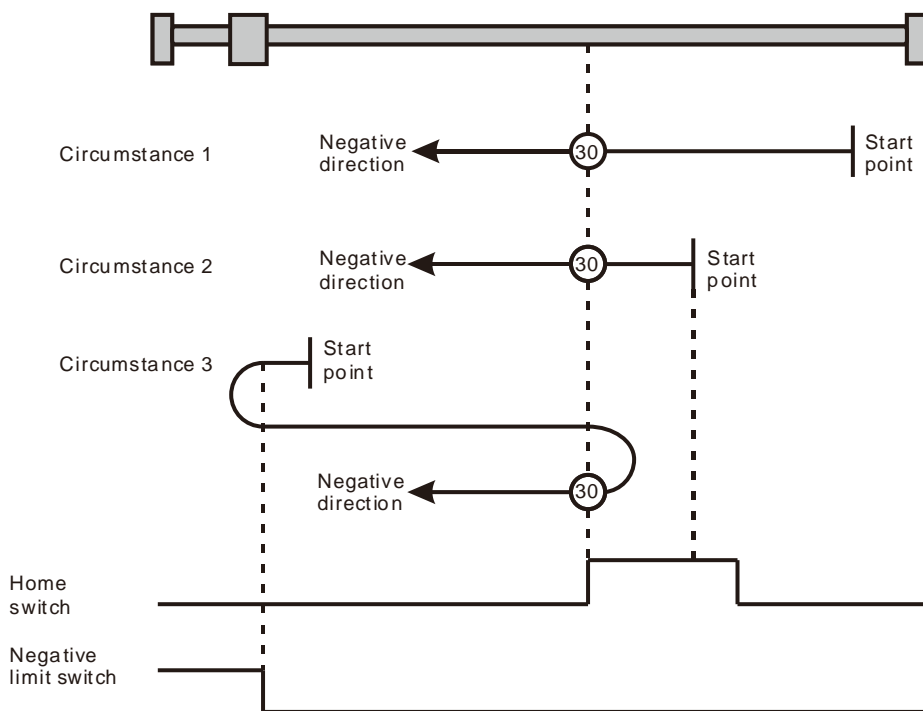 Circumstance 1
Negative
direction
30
Start
point
Circumstance 2
Negative
direction
30
Start
point
Circumstance 3
Start
point
Negative
direction
30
Home
switch
Negative
limit switch